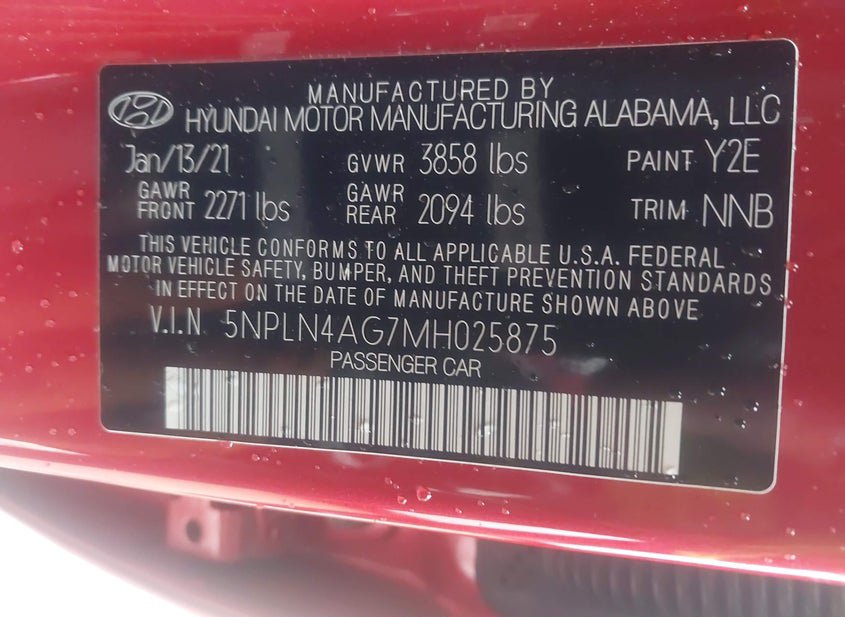 MANUFACTURED BY
HYUNDAI MOTOR MANUFACTURING ALABAMA, LLC
Jan/13/21 GVWR 3858 lbs PAINT Y2E
GAWR FRONT 2271 lbs GAWR REAR 2094 lbs TRIM NNB
THIS VEHICLE CONFORMS TO ALL APPLICABLE U.S.A. FEDERAL
MOTOR VEHICLE SAFETY, BUMPER, AND THEFT PREVENTION STANDARDS
IN EFFECT ON THE DATE OF MANUFACTURE SHOWN ABOVE
V.I.N 5NPLN4AG7MH025875
PASSENGER CAR